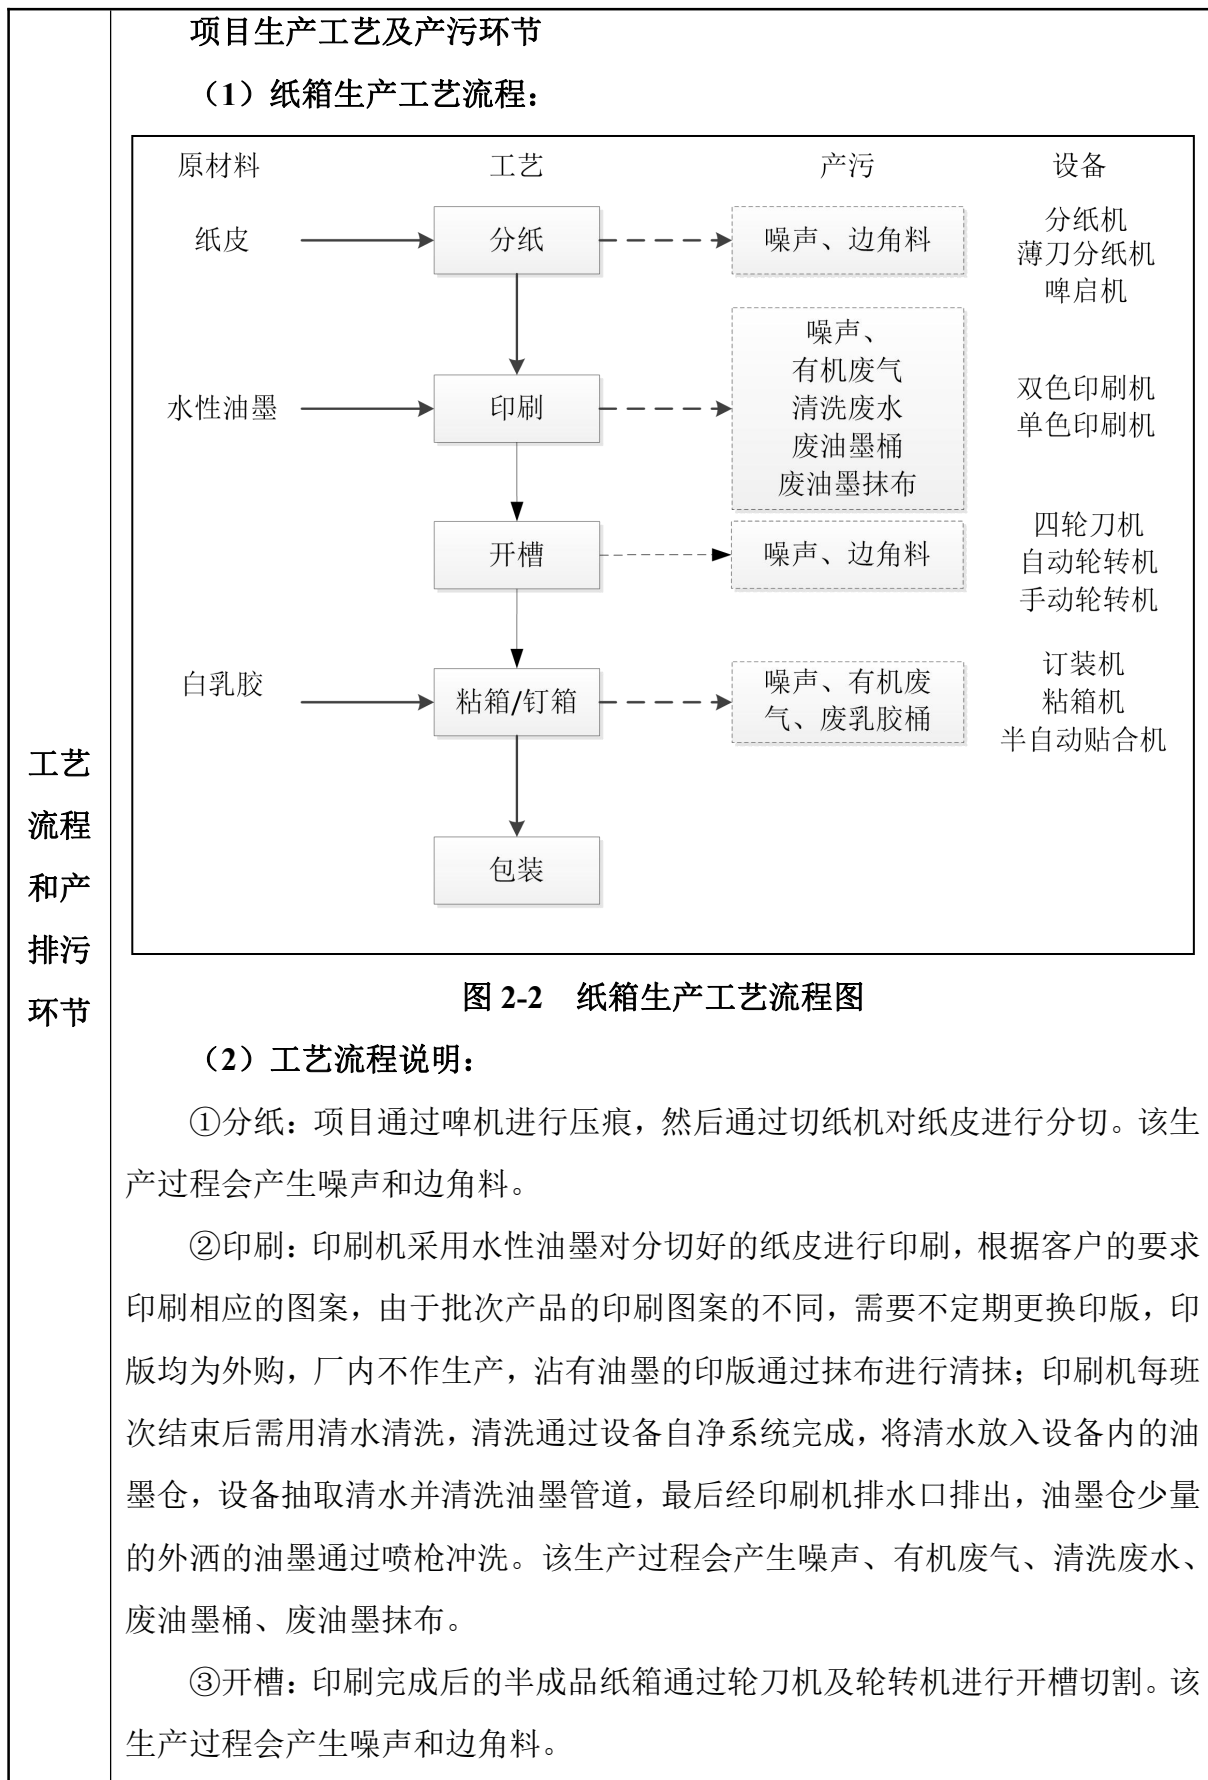 项目生产工艺及产污环节
（1）纸箱生产工艺流程：
原材料 工艺 产污 设备
纸皮 分纸 噪声、边角料 分纸机
薄刀分纸机
啤启机
水性油墨 印刷 噪声、
有机废气
清洗废水
废油墨桶
废油墨抹布
双色印刷机
单色印刷机
开槽 噪声、边角料 四轮刀机
自动轮转机
手动轮转机
白乳胶 粘箱/钉箱 噪声、有机废
气、废乳胶桶
订装机
粘箱机
半自动贴合机
包装
图 2-2 纸箱生产工艺流程图
工艺
流程
和产
排污
环节
（2）工艺流程说明：
①分纸：项目通过啤机进行压痕，然后通过切纸机对纸皮进行分切。该生
产过程会产生噪声和边角料。
②印刷：印刷机采用水性油墨对分切好的纸皮进行印刷，根据客户的要求
印刷相应的图案，由于批次产品的印刷图案的不同，需要不定期更换印版，印
版均为外购，厂内不作生产，沾有油墨的印版通过抹布进行清抹；印刷机每班
次结束后需用清水清洗，清洗通过设备自净系统完成，将清水放入设备内的油
墨仓，设备抽取清水并清洗油墨管道，最后经印刷机排水口排出，油墨仓少量
的外洒的油墨通过喷枪冲洗。该生产过程会产生噪声、有机废气、清洗废水、
废油墨桶、废油墨抹布。
③开槽：印刷完成后的半成品纸箱通过轮刀机及轮转机进行开槽切割。该
生产过程会产生噪声和边角料。